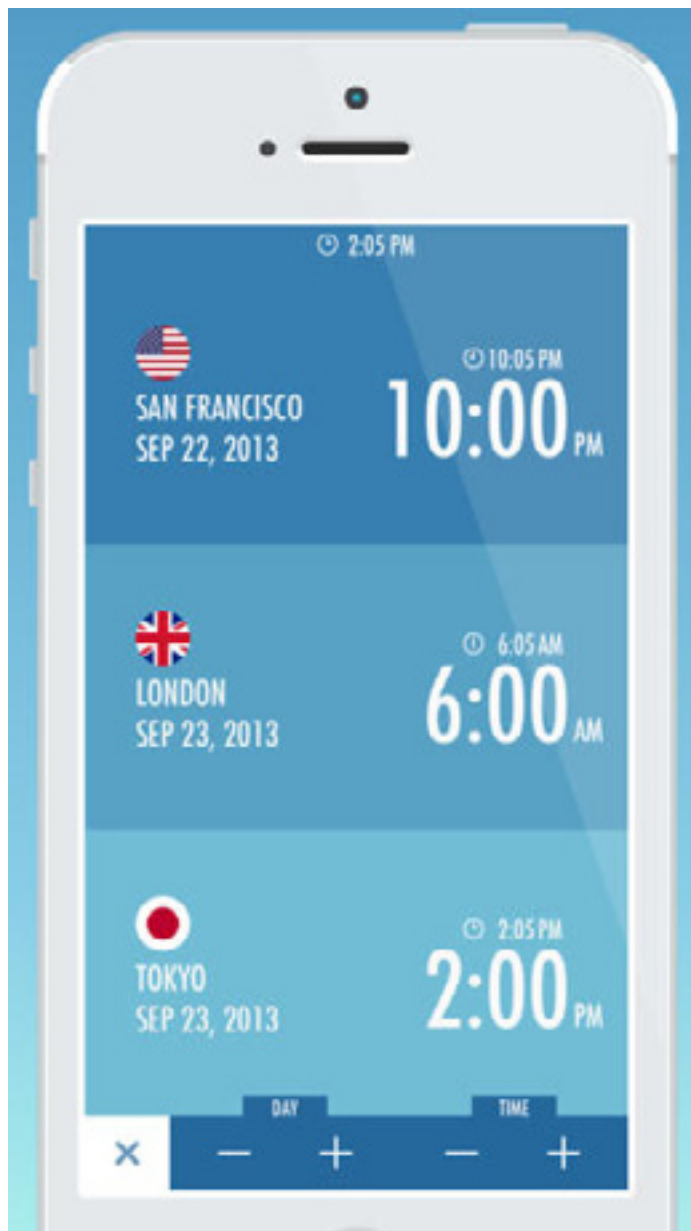 2:05 PM
10:05 PM
SAN FRANCISCO
10:00 PM
SEP 22, 2013
6:05 AM
LONDON
6:00 AM
SEP 23, 2013
2:05 PM
TOKYO
2:00 PM
SEP 23, 2013
DAY
TIME
× − + − +